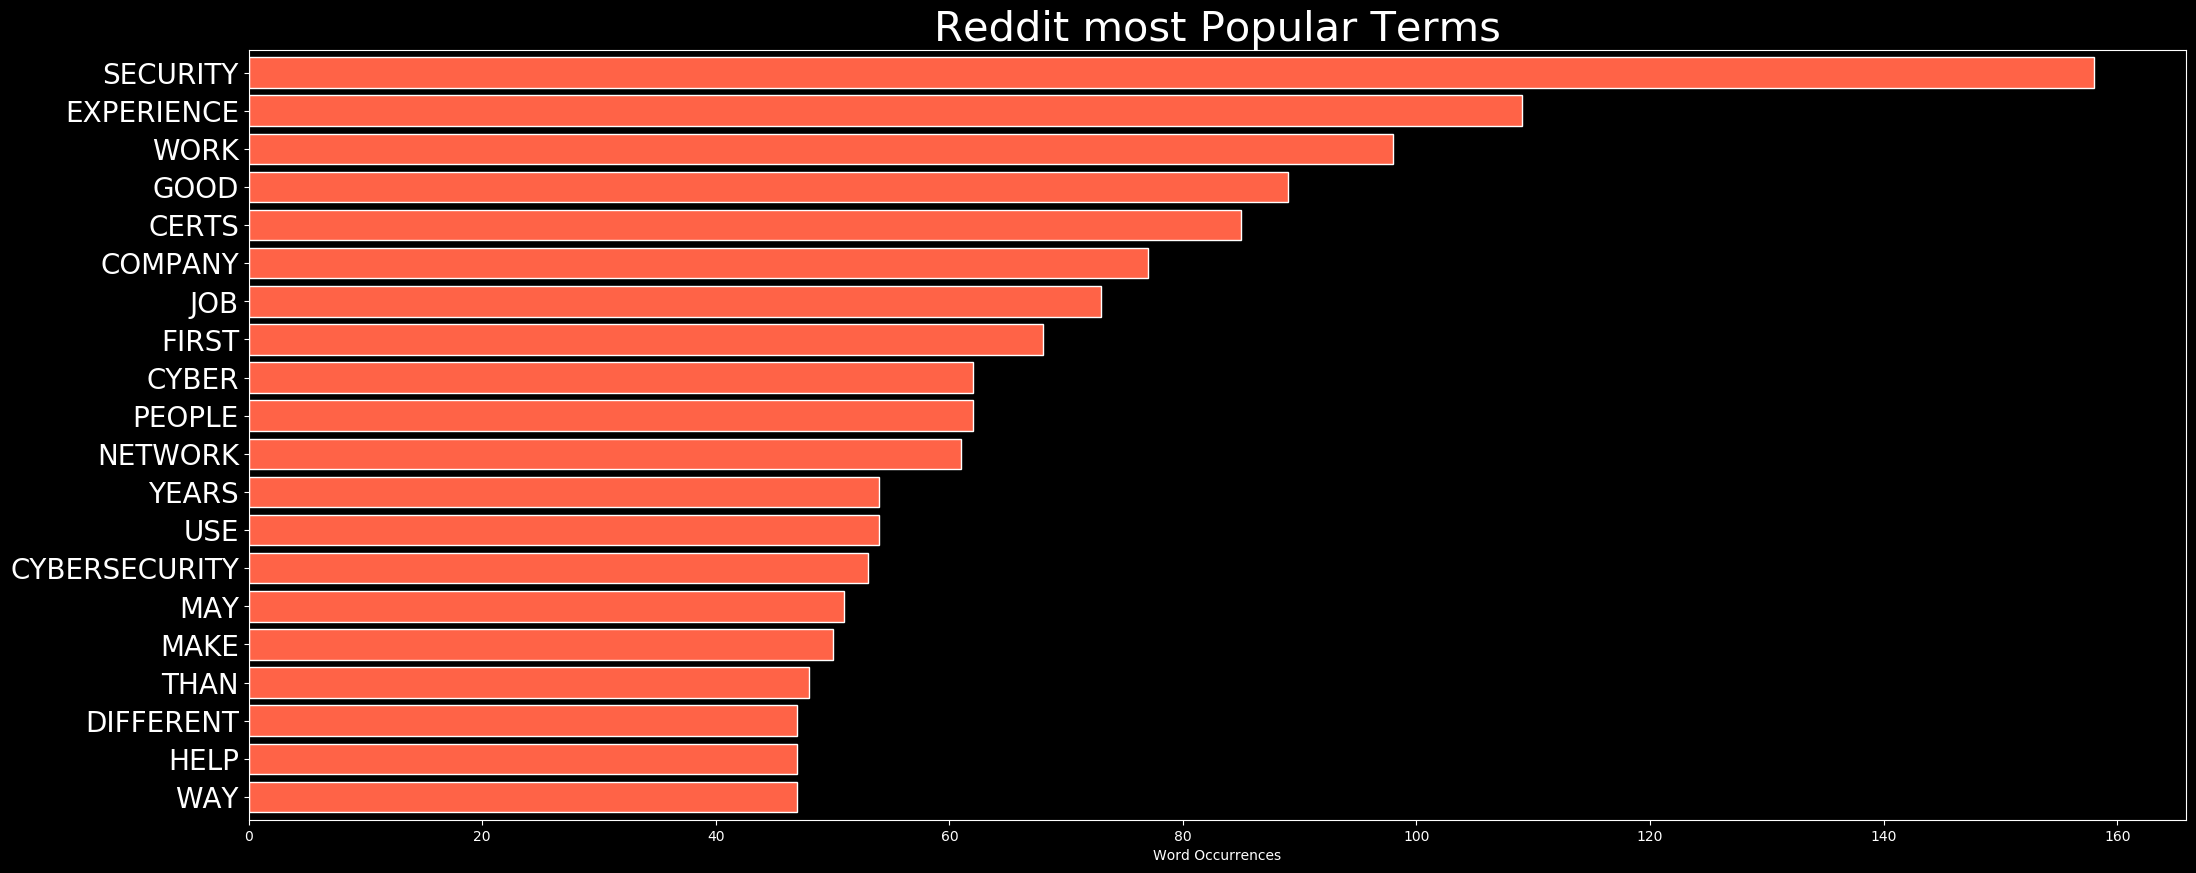 Reddit most Popular Terms
SECURITY
EXPERIENCE
WORK
GOOD
CERTS
COMPANY
JOB
FIRST
CYBER
PEOPLE
NETWORK
YEARS
USE
CYBERSECURITY
MAY
MAKE
THAN
DIFFERENT
HELP
WAY
0 20 40 60 80 100 120 140 160
Word Occurrences